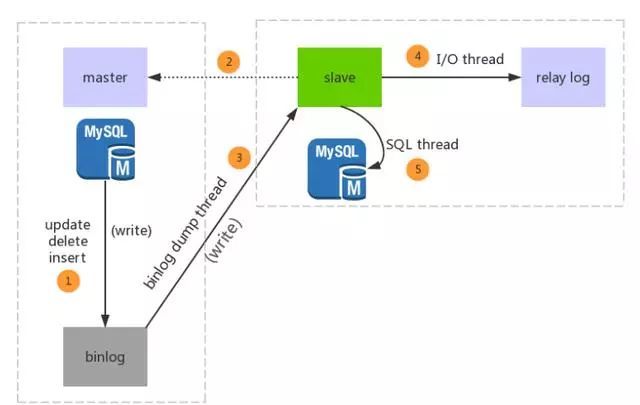 master
2
slave
4
I/O thread
relay log
MySQL
M
3
MySQL
M
SQL thread
5
update
delete
insert
(write)
1
binlog dump thread
(write)
binlog